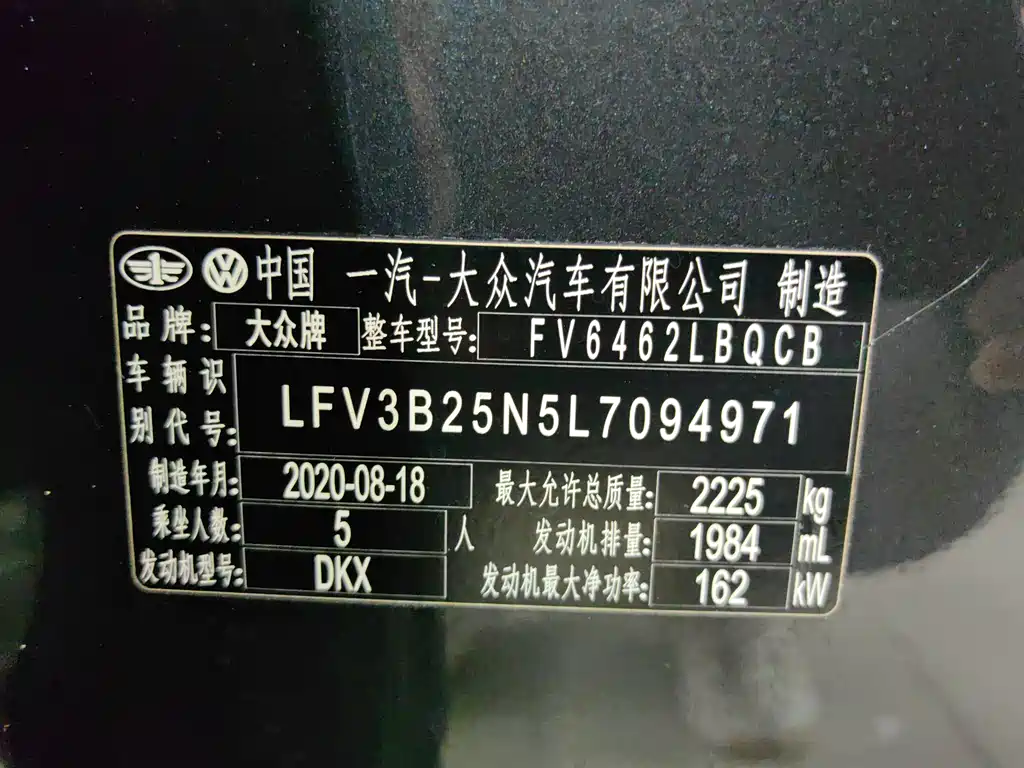 中国 一汽-大众汽车有限公司 制造
品牌: 大众牌 整车型号: FV6462LBQCB
车辆识别代号: LFV3B25N5L7094971
制造年月: 2020-08-18 最大允许总质量: 2225 kg
乘坐人数: 5 人 发动机排量: 1984 mL
发动机型号: DKX 发动机最大净功率: 162 kW